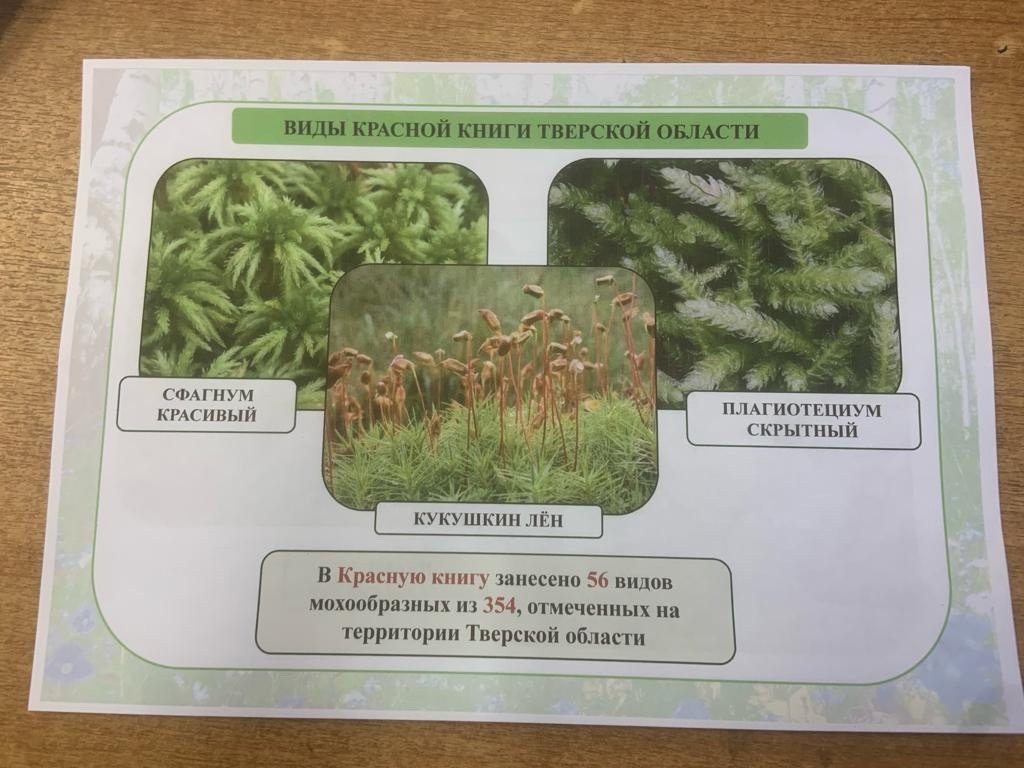 ВИДЫ КРАСНОЙ КНИГИ ТВЕРСКОЙ ОБЛАСТИ
СФАГНУМ
КРАСИВЫЙ
ПЛАГИОТЕЦИУМ
СКРЫТНЫЙ
КУКУШКИН ЛЁН
В Красную книгу занесено 56 видов
мохообразных из 354, отмеченных на
территории Тверской области